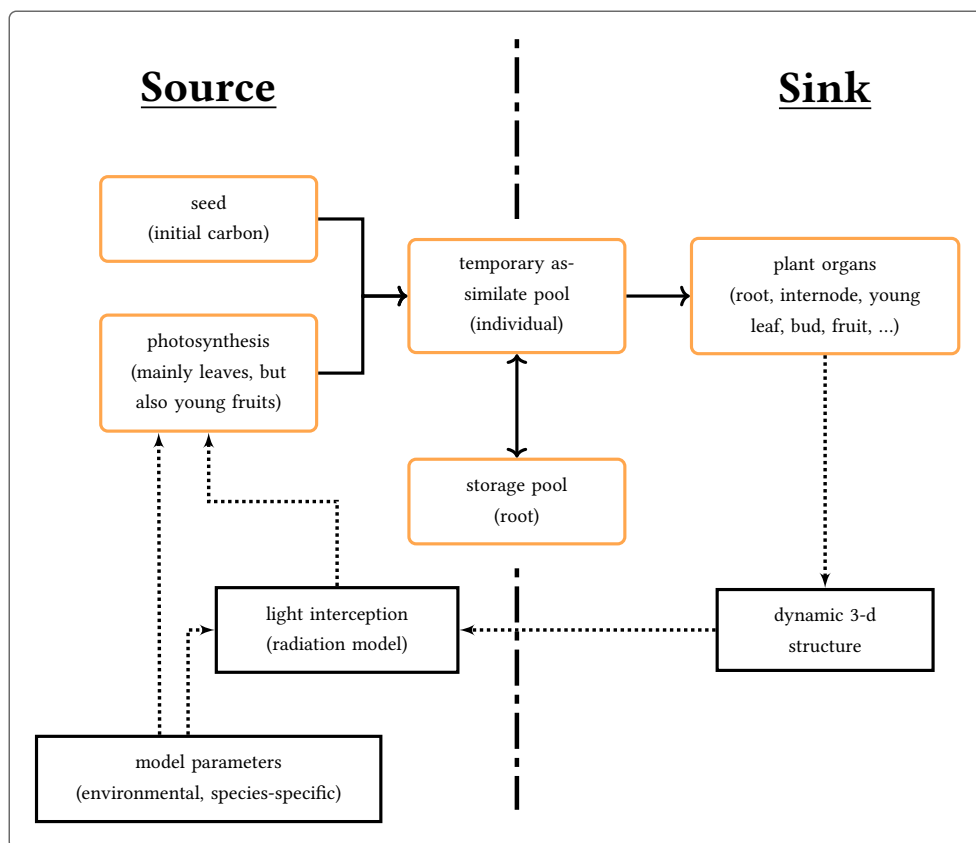 Source
Sink
seed
(initial carbon)
temporary as-
similate pool
(individual)
plant organs
(root, internode, young
leaf, bud, fruit, ...)
photosynthesis
(mainly leaves, but
also young fruits)
storage pool
(root)
light interception
(radiation model)
dynamic 3-d
structure
model parameters
(environmental, species-specific)